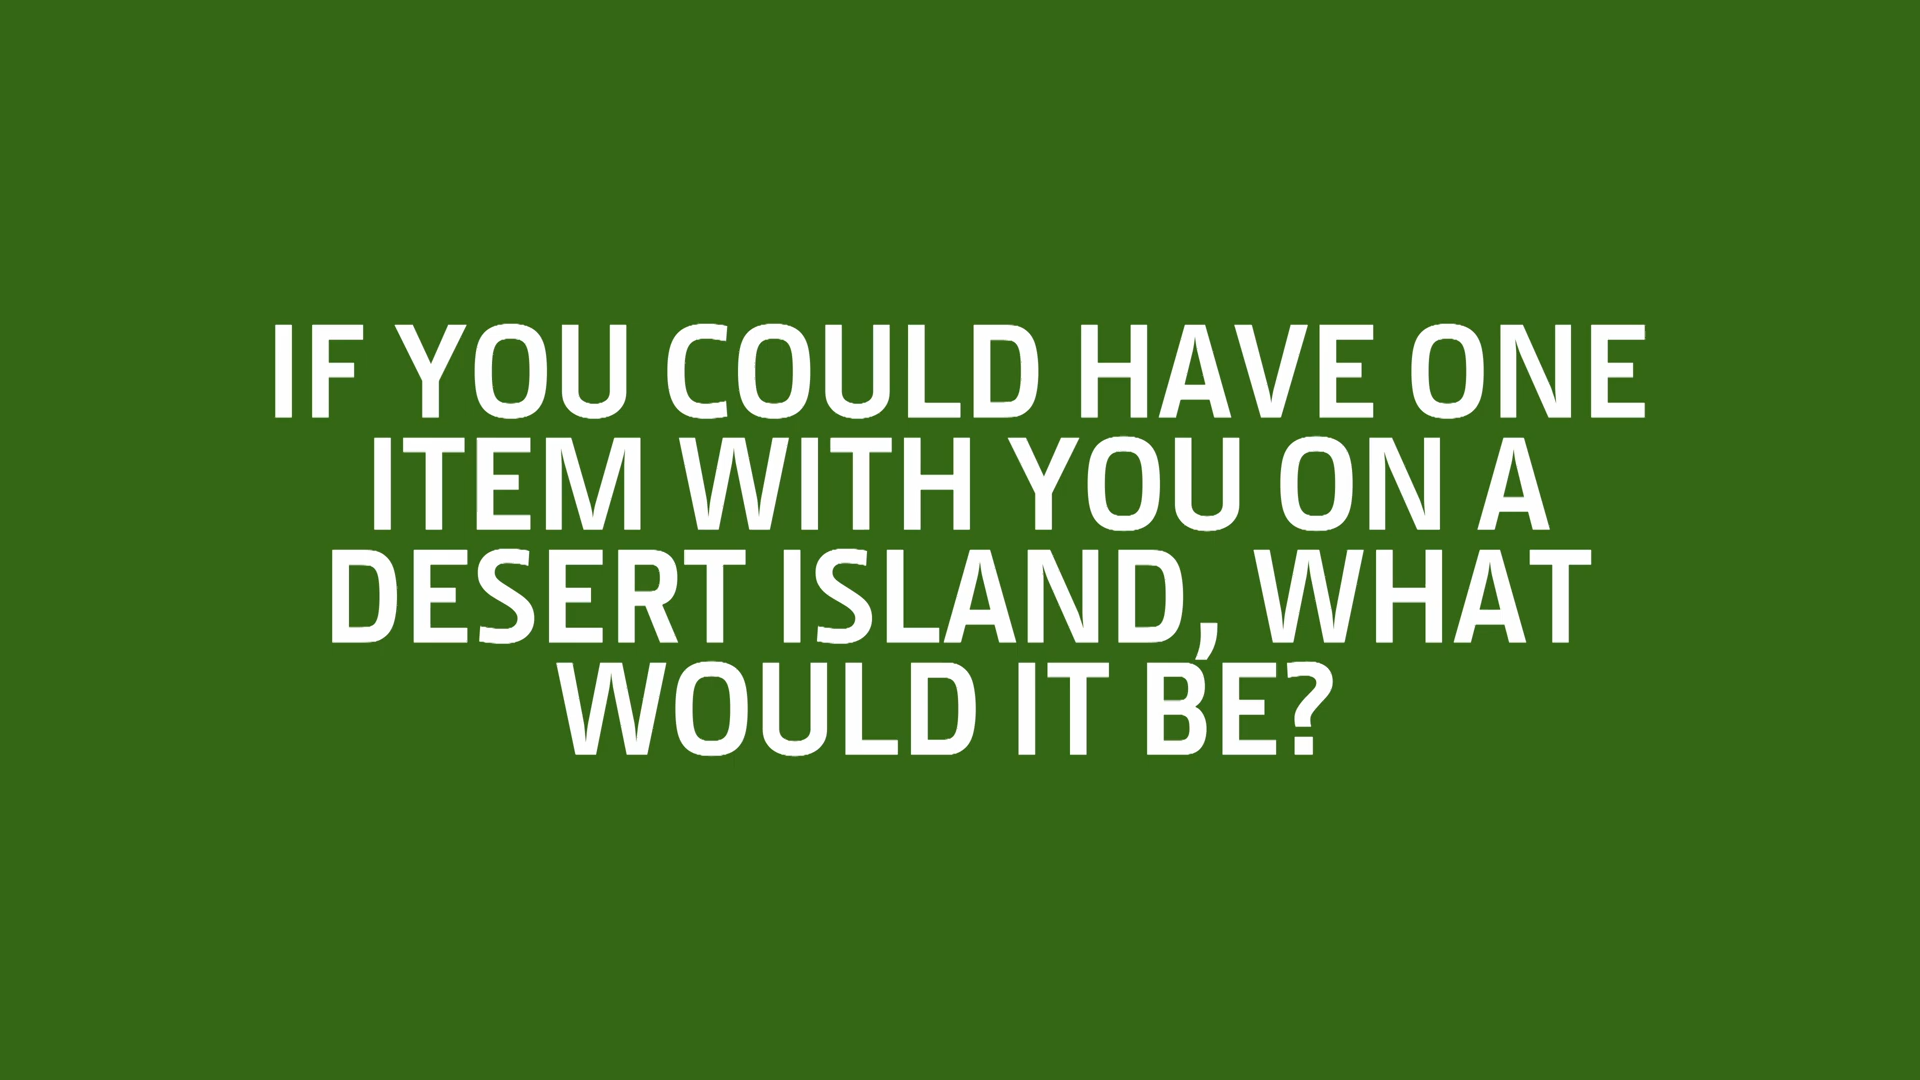 IF YOU COULD HAVE ONE
ITEM WITH YOU ON A
DESERT ISLAND, WHAT
WOULD IT BE?